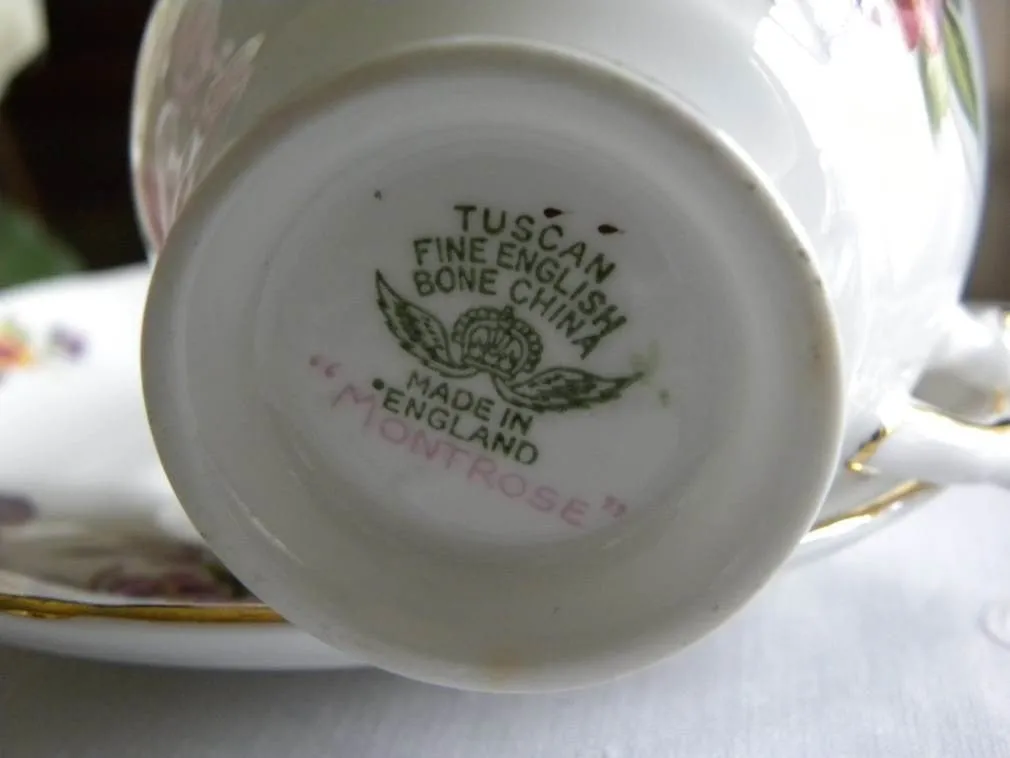 TUSCAN
FINE ENGLISH
BONE CHINA
MADE IN
ENGLAND
"MONTROSE"